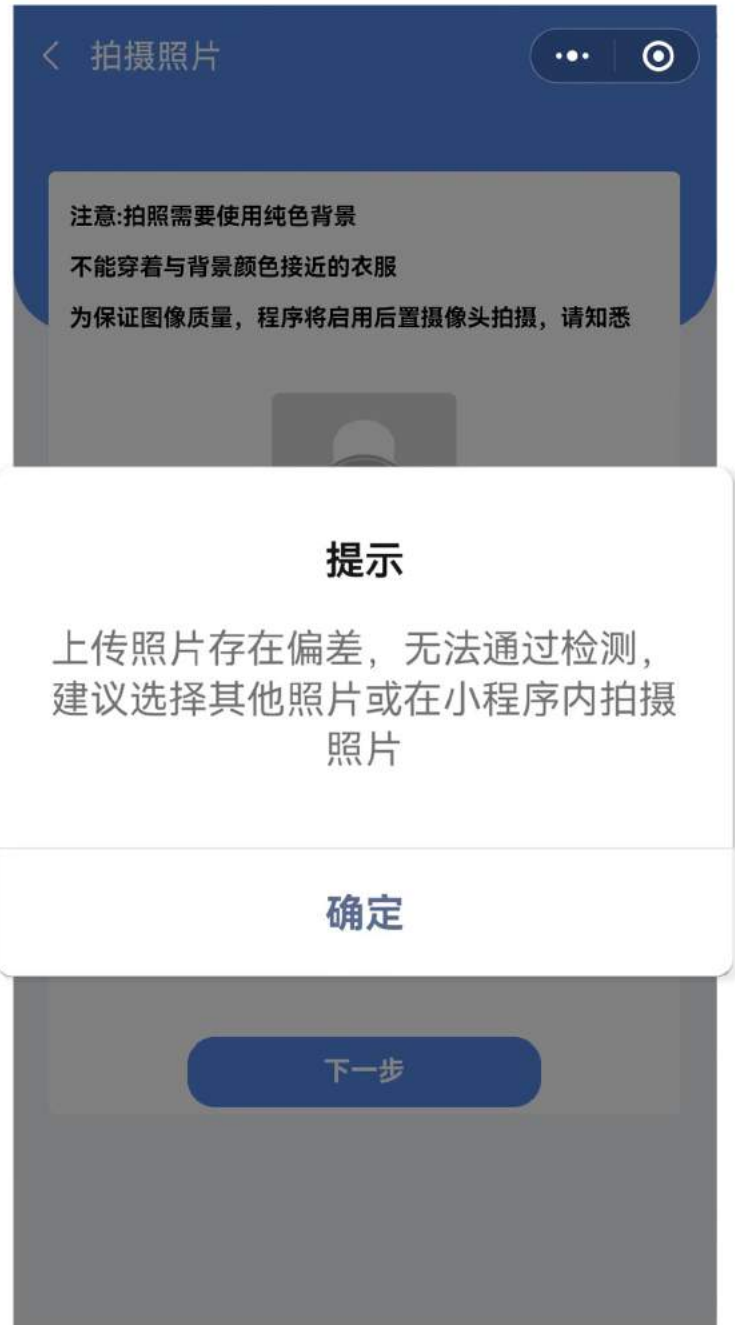 拍摄照片
注意:拍照需要使用纯色背景
不能穿着与背景颜色接近的衣服
为保证图像质量，程序将启用后置摄像头拍摄，请知悉
提示
上传照片存在偏差，无法通过检测，
建议选择其他照片或在小程序内拍摄
照片
确定
下一步